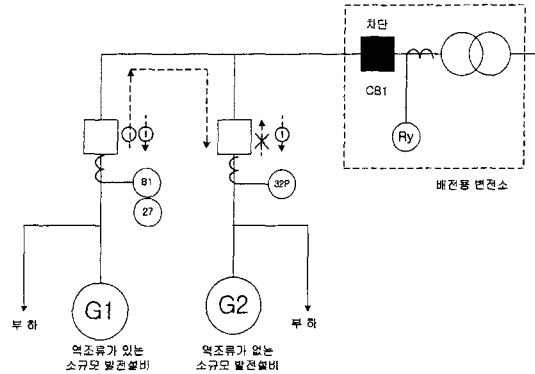 차단
CB1
Ry
배전용 변전소
81
27
32P
부 하
G1
G2
부 하
역조류가 있는
소규모 발전설비
역조류가 없는
소규모 발전설비